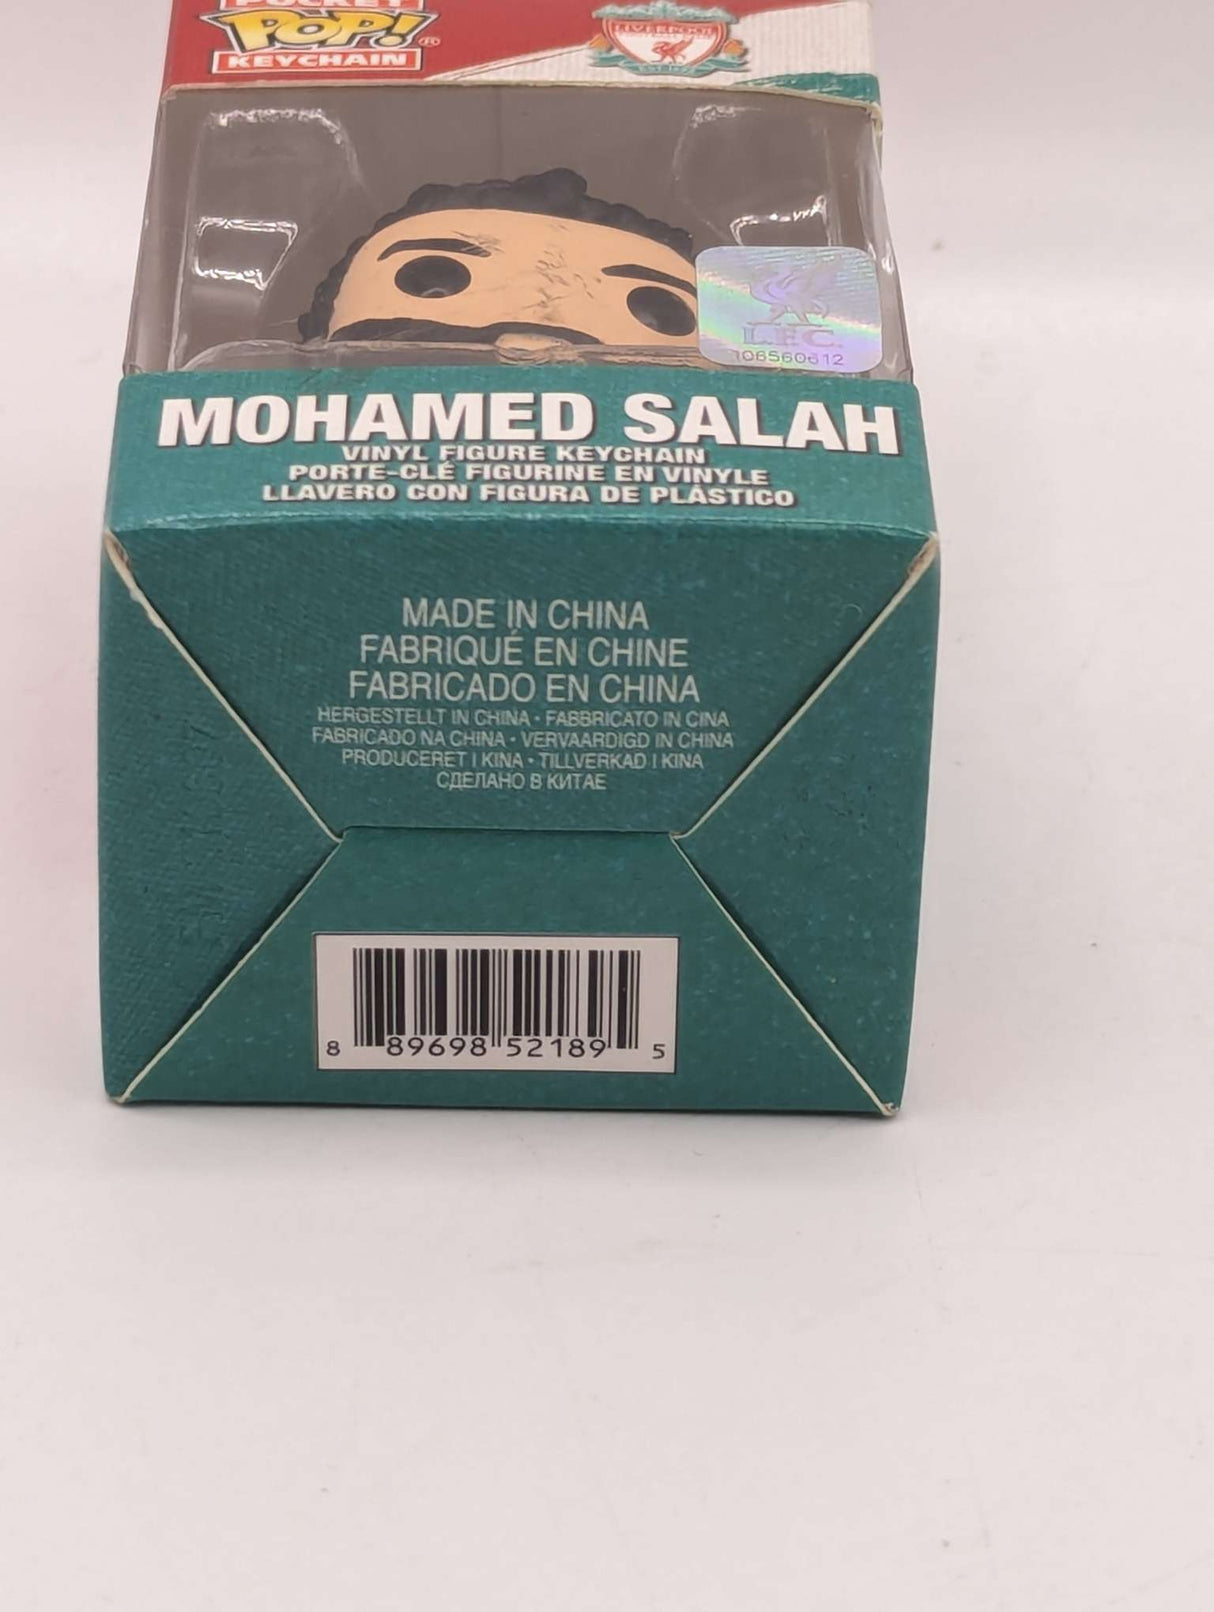 POCKET
POP!®
KEYCHAIN
LIVERPOOL
L.F.C.
MOHAMED SALAH
VINYL FIGURE KEYCHAIN
PORTE-CLÉ FIGURINE EN VINYLE
LLAVERO CON FIGURA DE PLÁSTICO
MADE IN CHINA
FABRIQUÉ EN CHINE
FABRICADO EN CHINA
HERGESTELLT IN CHINA · FABBRICATO IN CINA
FABRICADO NA CHINA · VERVAARDIGD IN CHINA
PRODUCERET I KINA · TILLVERKAD I KINA
СДЕЛАНО В КИТАЕ
8 89698 52189 5